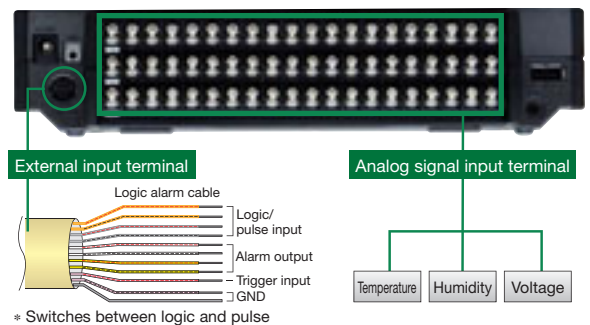 External input terminal
Analog signal input terminal
Logic alarm cable
Logic/
pulse input
Alarm output
Trigger input
GND
* Switches between logic and pulse
Temperature
Humidity
Voltage